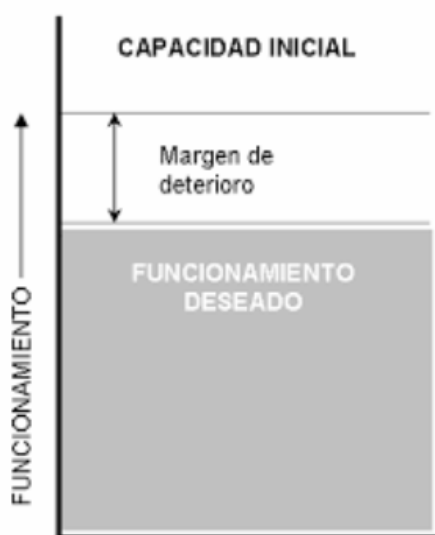 CAPACIDAD INICIAL
Margen de
deterioro
FUNCIONAMIENTO
DESEADO
FUNCIONAMIENTO